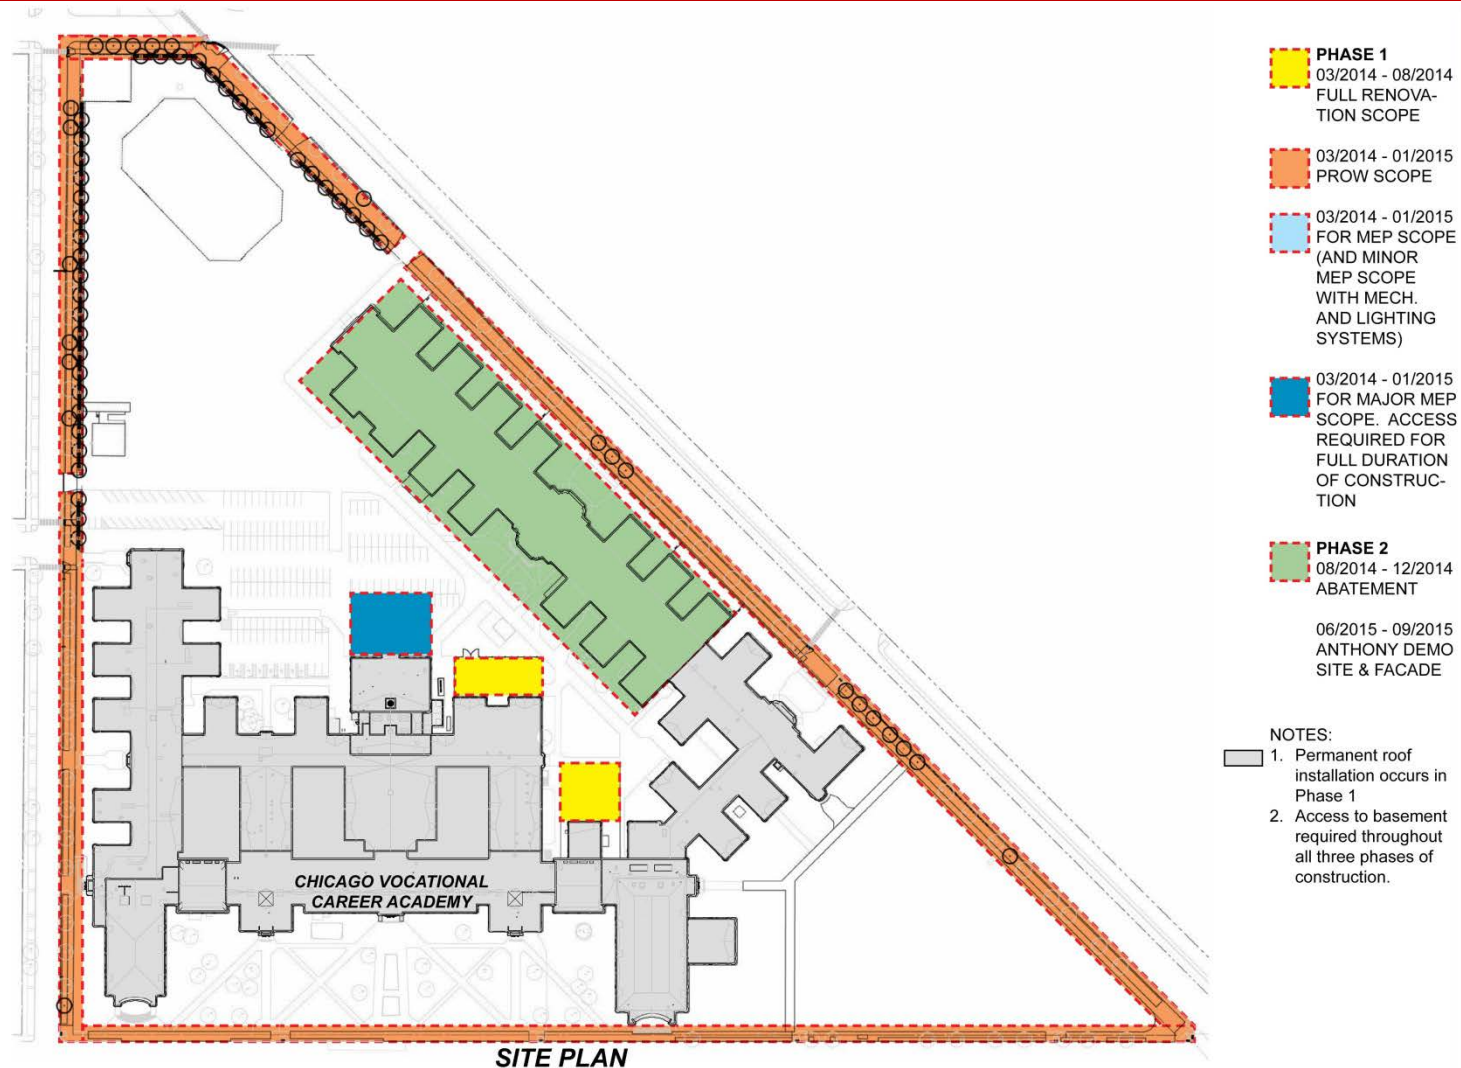 PHASE 1
03/2014 - 08/2014
FULL RENOVA-
TION SCOPE
03/2014 - 01/2015
PROW SCOPE
03/2014 - 01/2015
FOR MEP SCOPE
(AND MINOR
MEP SCOPE
WITH MECH.
AND LIGHTING
SYSTEMS)
03/2014 - 01/2015
FOR MAJOR MEP
SCOPE. ACCESS
REQUIRED FOR
FULL DURATION
OF CONSTRUC-
TION
PHASE 2
08/2014 - 12/2014
ABATEMENT
06/2015 - 09/2015
ANTHONY DEMO
SITE & FACADE
NOTES:
1. Permanent roof
installation occurs in
Phase 1
2. Access to basement
required throughout
all three phases of
construction.
CHICAGO VOCATIONAL
CAREER ACADEMY
SITE PLAN